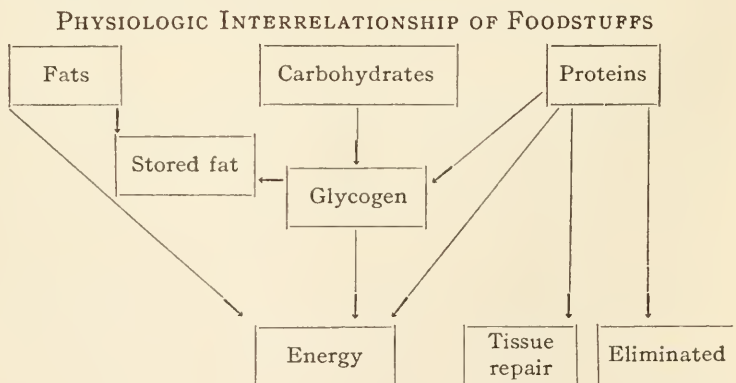 PHYSIOLOGIC INTERRELATIONSHIP OF FOODSTUFFS
Fats
Carbohydrates
Proteins
Stored fat
Glycogen
Energy
Tissue
repair
Eliminated